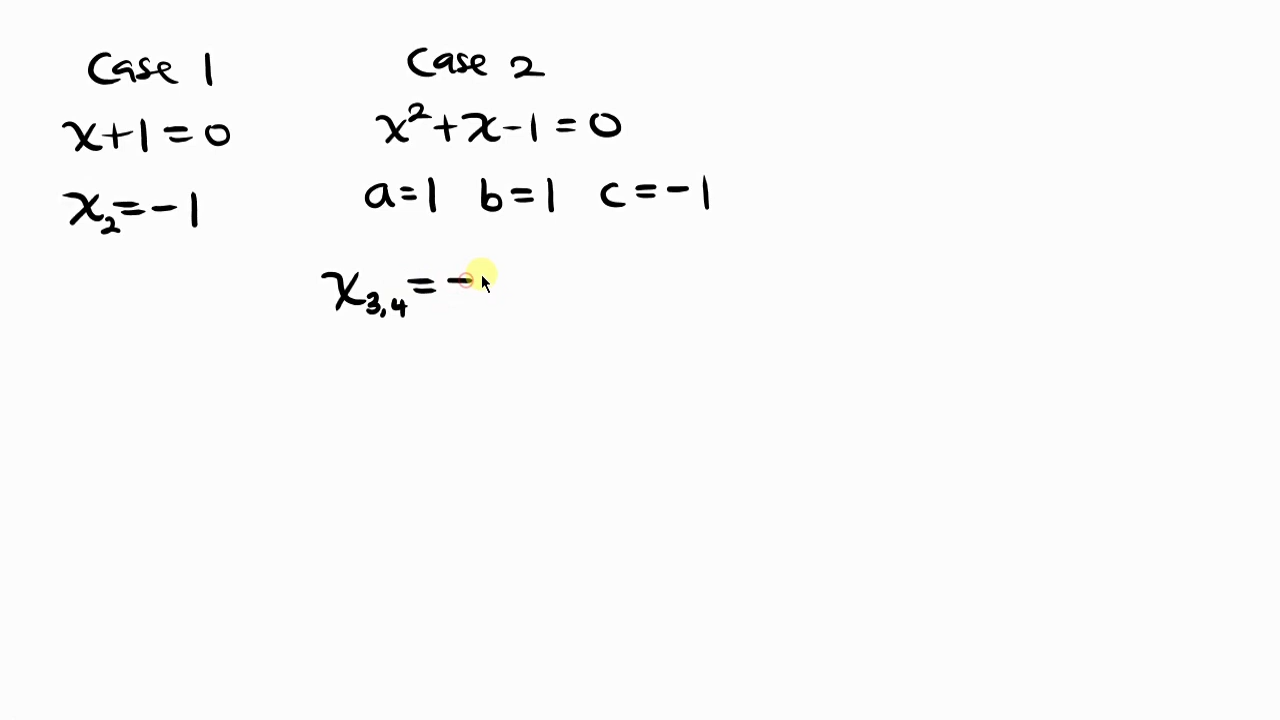 Case 1
x+1=0
x₂=-1
Case 2
x²+x-1=0
a=1 b=1 c=-1
x₃,₄=-